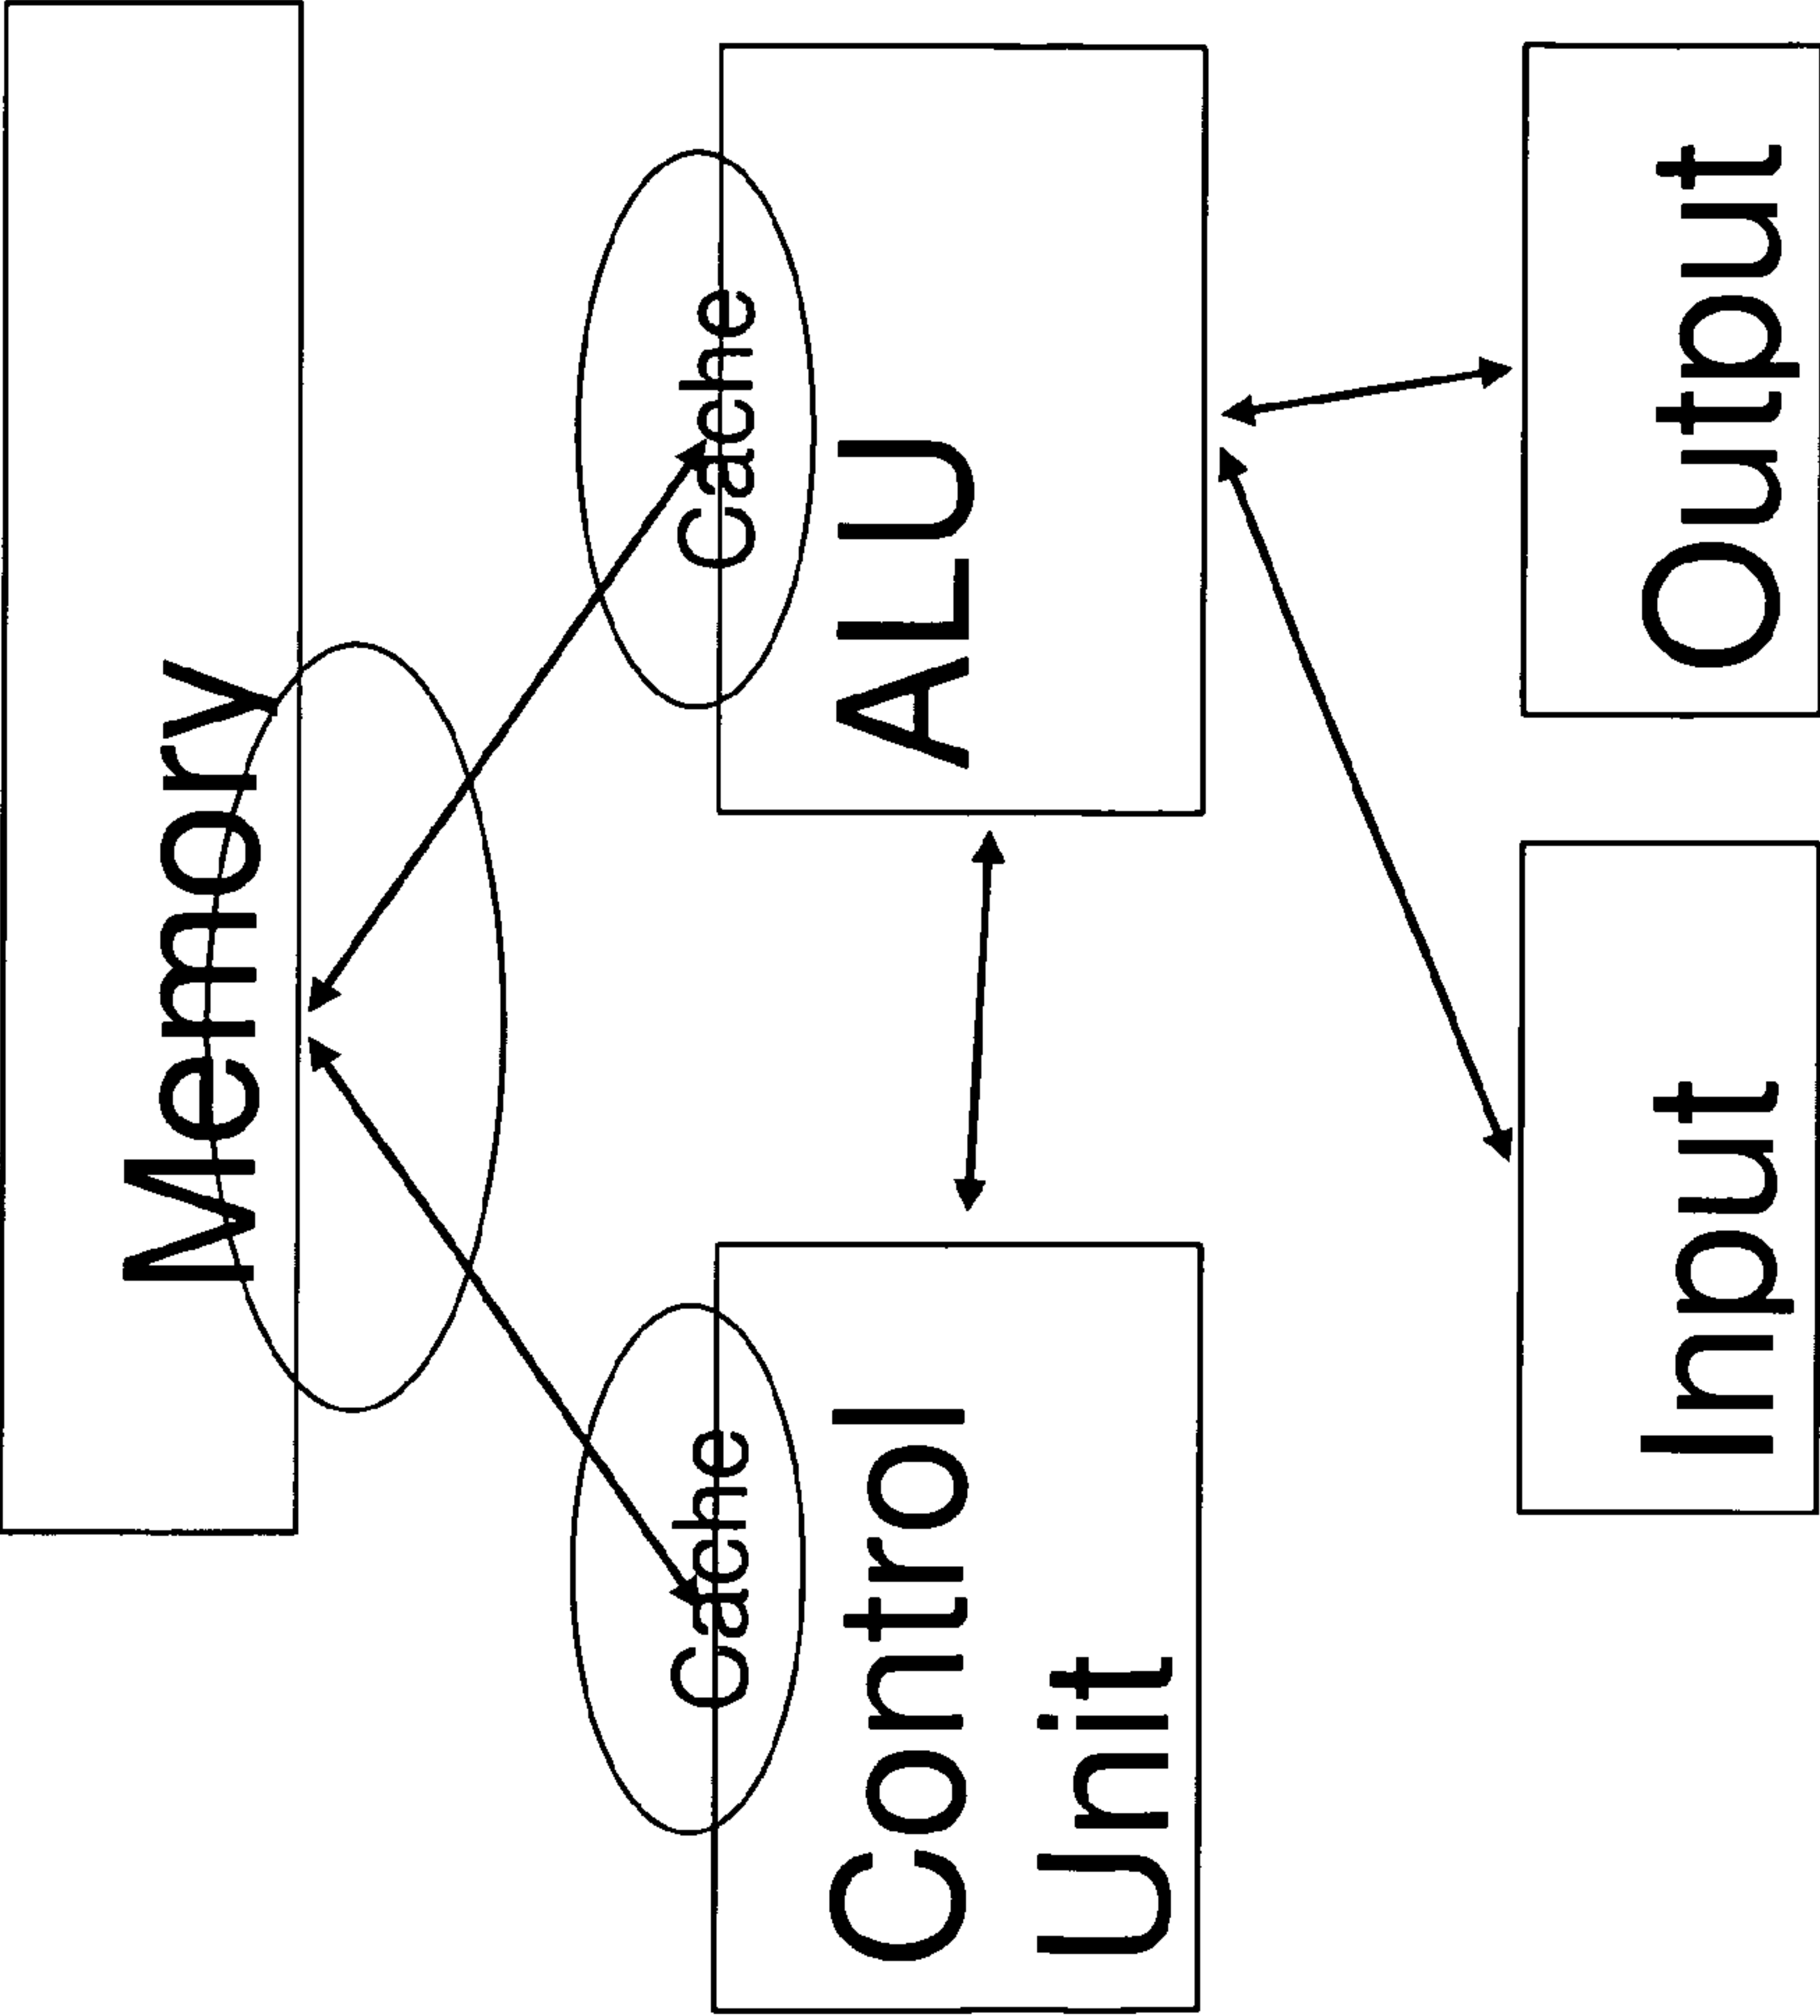 Memory
Cache
Cache
Control
Unit
ALU
Input
Output